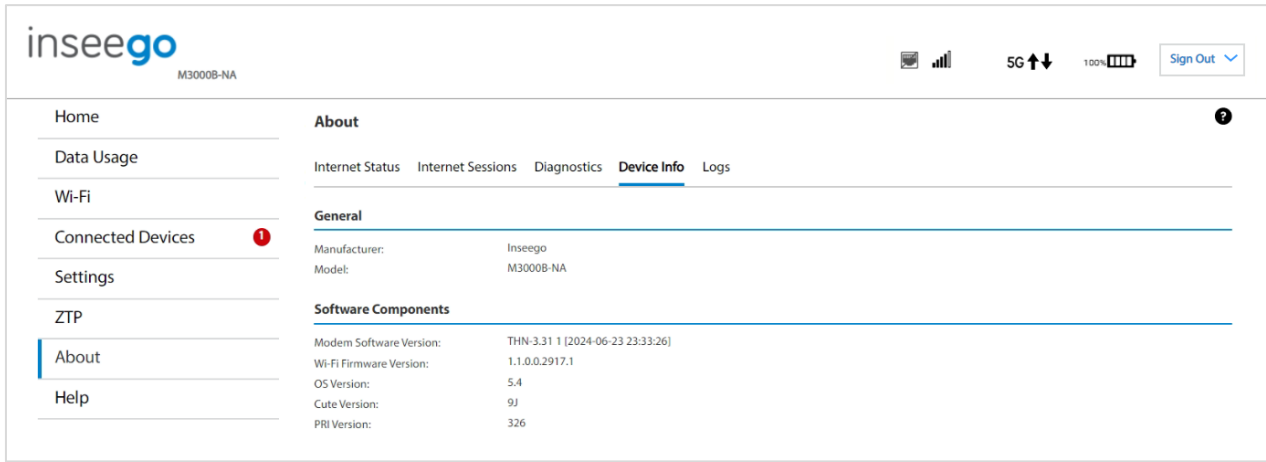 inseego
M3000B-NA
5G
100%
Sign Out
Home
Data Usage
Wi-Fi
Connected Devices 1
Settings
ZTP
About
Help
About
?
Internet Status Internet Sessions Diagnostics Device Info Logs
General
Manufacturer: Inseego
Model: M3000B-NA
Software Components
Modem Software Version: THN-3.31 1 [2024-06-23 23:33:26]
Wi-Fi Firmware Version: 1.1.0.0.2917.1
OS Version: 5.4
Cute Version: 9J
PRI Version: 326